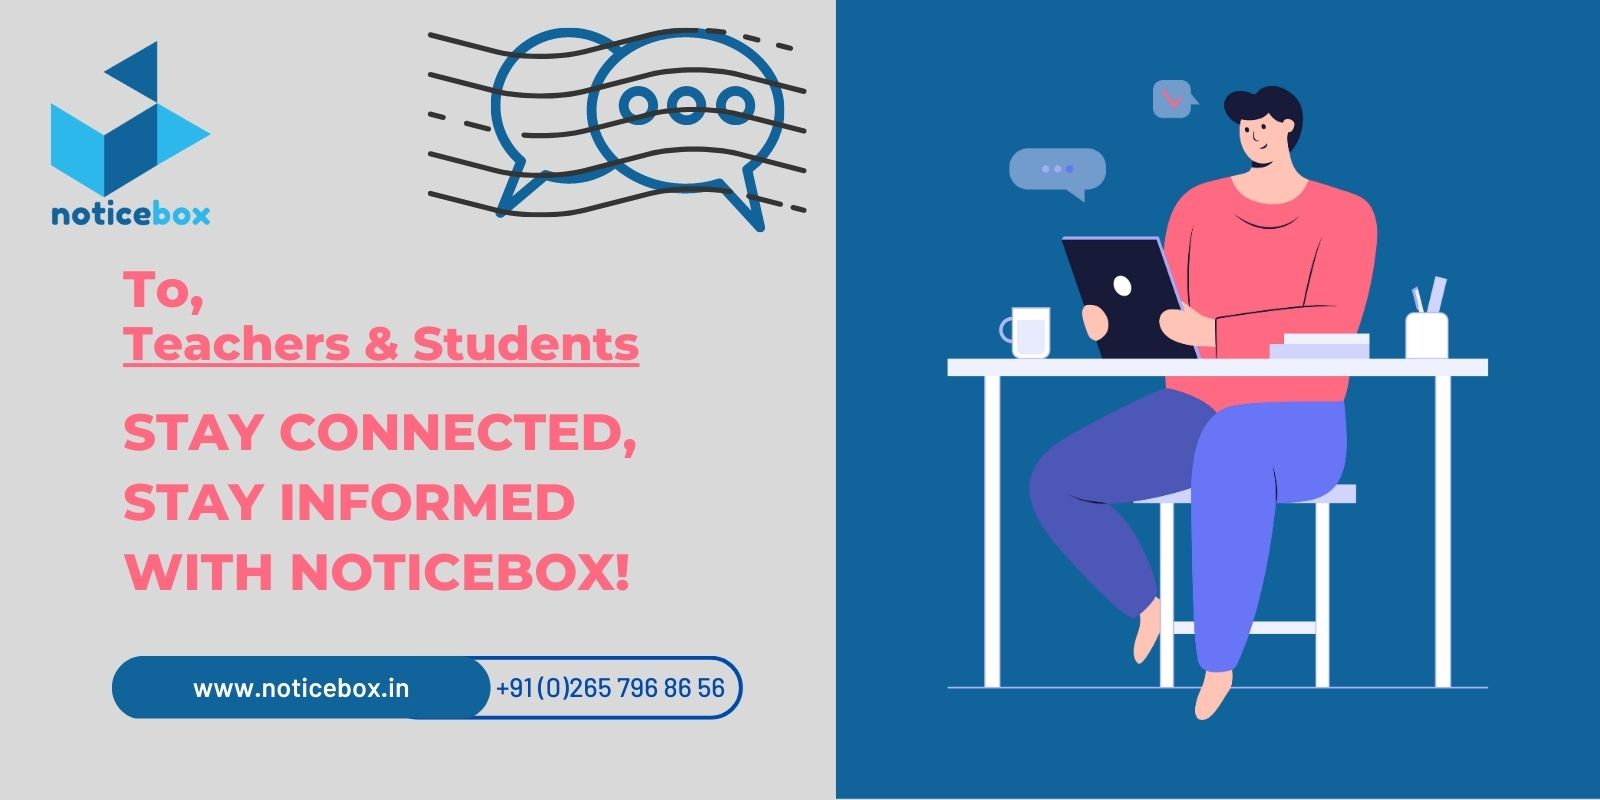 noticebox
To,
Teachers & Students
STAY CONNECTED,
STAY INFORMED
WITH NOTICEBOX!
www.noticebox.in
+91 (0)265 796 86 56